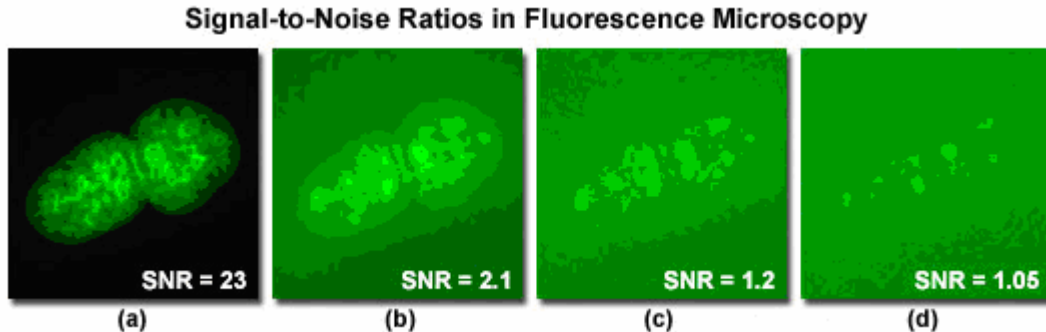 Signal-to-Noise Ratios in Fluorescence Microscopy
SNR = 23
SNR = 2.1
SNR = 1.2
SNR = 1.05
(a)
(b)
(c)
(d)